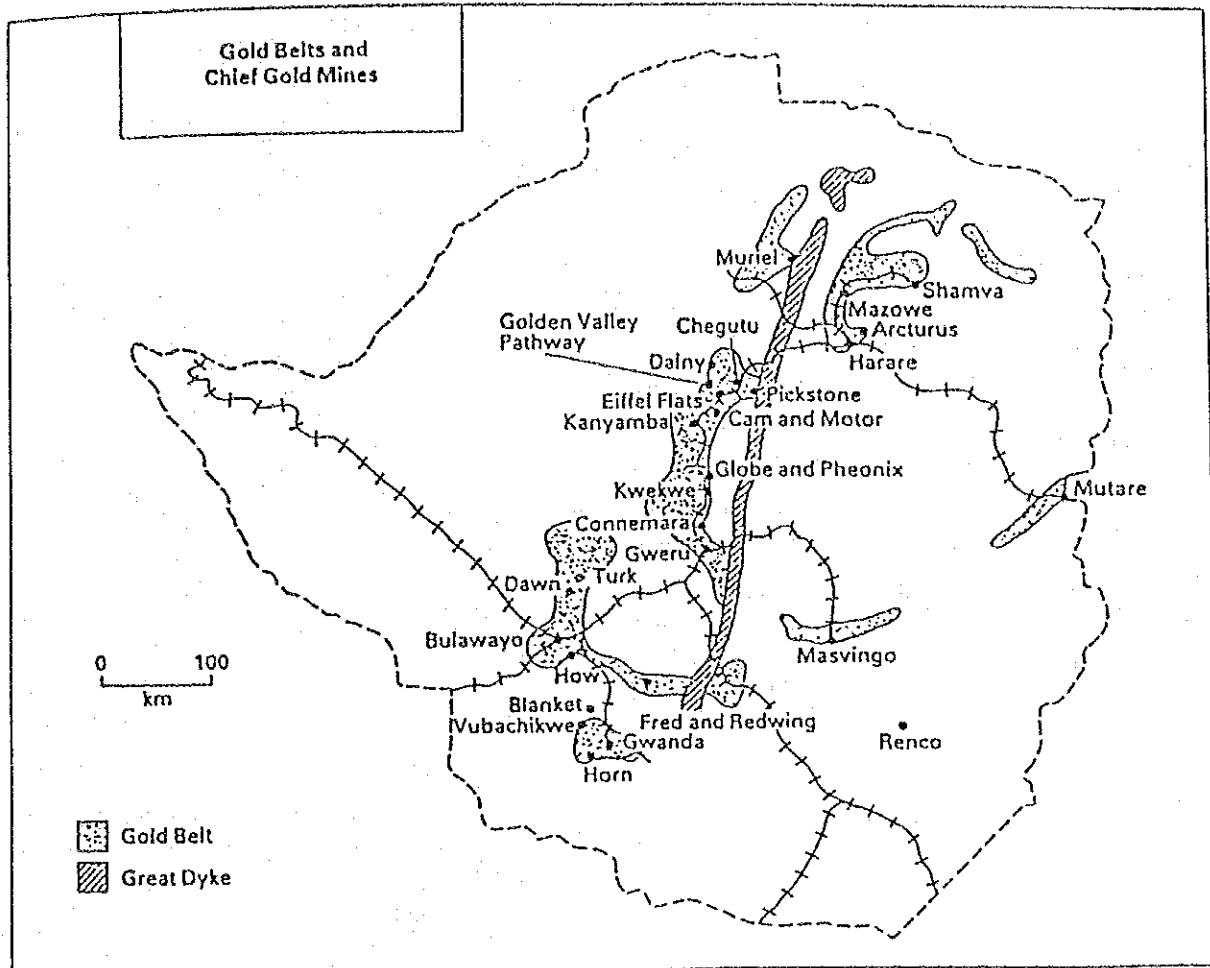 Gold Belts and
Chief Gold Mines
Muriel
Shamva
Mazowe
Golden Valley
Pathway
Chegutu
Arcturus
Dalny
Harare
Eiffel Flats
Pickstone
Kanyamba
Cam and Motor
Globe and Pheonix
Kwekwe
Mutare
Connemara
Gweru
Dawn
Turk
Bulawayo
Masvingo
0 100
km
How
Blanket
Vubachikwe
Fred and Redwing
Gwanda
Renco
Horn
Gold Belt
Great Dyke